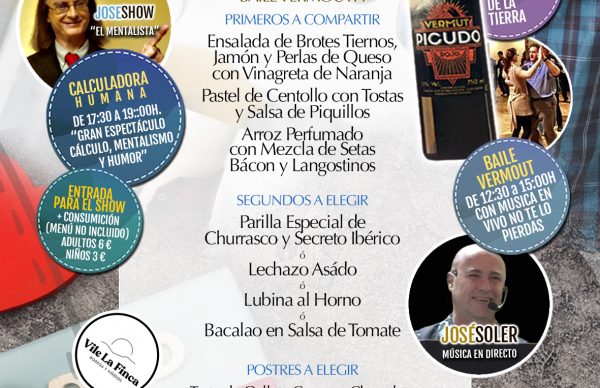 BAILE VERMOUTH
PRIMEROS A COMPARTIR
Ensalada de Brotes Tiernos,
Jamón y Perlas de Queso
con Vinagreta de Naranja
Pastel de Centollo con Tostas
y Salsa de Piquillos
Arroz Perfumado
con Mezcla de Setas
Bácon y Langostinos
SEGUNDOS A ELEGIR
Parilla Especial de
Churrasco y Secreto Ibérico
ó
Lechazo Asádo
ó
Lubina al Horno
ó
Bacalao en Salsa de Tomate
POSTRES A ELEGIR
JOSESHOW
"EL MENTALISTA"
CALCULADORA
HUMANA
DE 17:30 A 19::00H,
"GRAN ESPECTÁCULO
CÁLCULO, MENTALISMO
Y HUMOR"
ENTRADA
PARA EL SHOW
+ CONSUMICIÓN
(MENÚ NO INCLUIDO)
ADULTOS 6 €
NIÑOS 3 €
Vile La Finca
VERMUT
PICUDO
750 ml
DE LA
TIERRA
BAILE
VERMOUT
DE 12:30 a 15:00H
CON MUSICA EN
VIVO NO TE LO
PIERDAS
JOSÉSOLER
MÚSICA EN DIRECTO